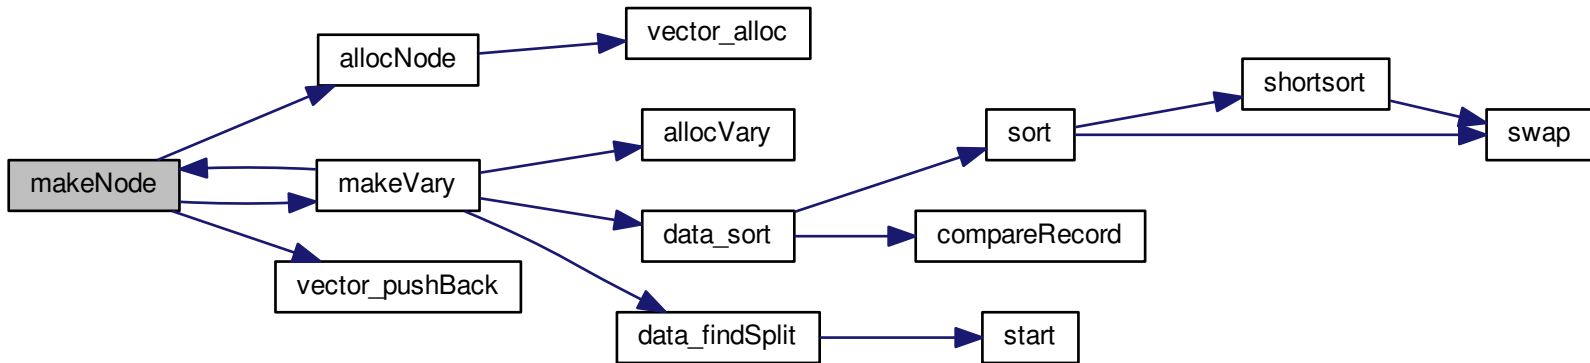 vector_alloc
allocNode
shortsort
allocVary
sort
swap
makeNode
makeVary
data_sort
compareRecord
vector_pushBack
data_findSplit
start